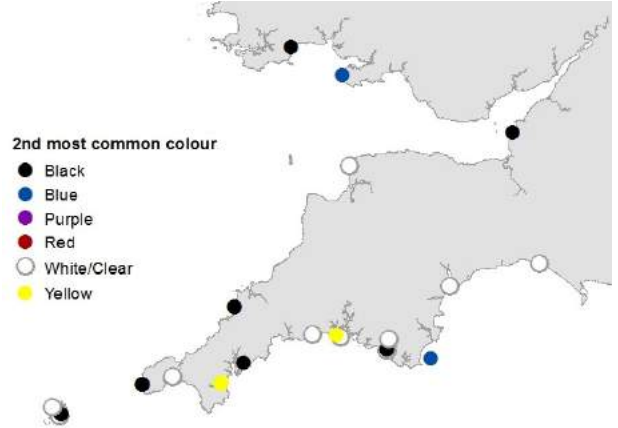 2nd most common colour
Black
Blue
Purple
Red
White/Clear
Yellow